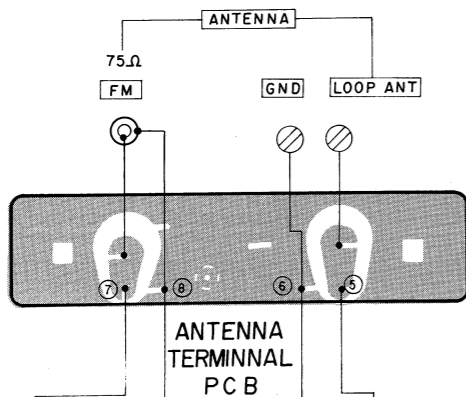 ANTENNA
75Ω
FM
GND
LOOP ANT
7
8
6
5
ANTENNA
TERMINNAL
PCB